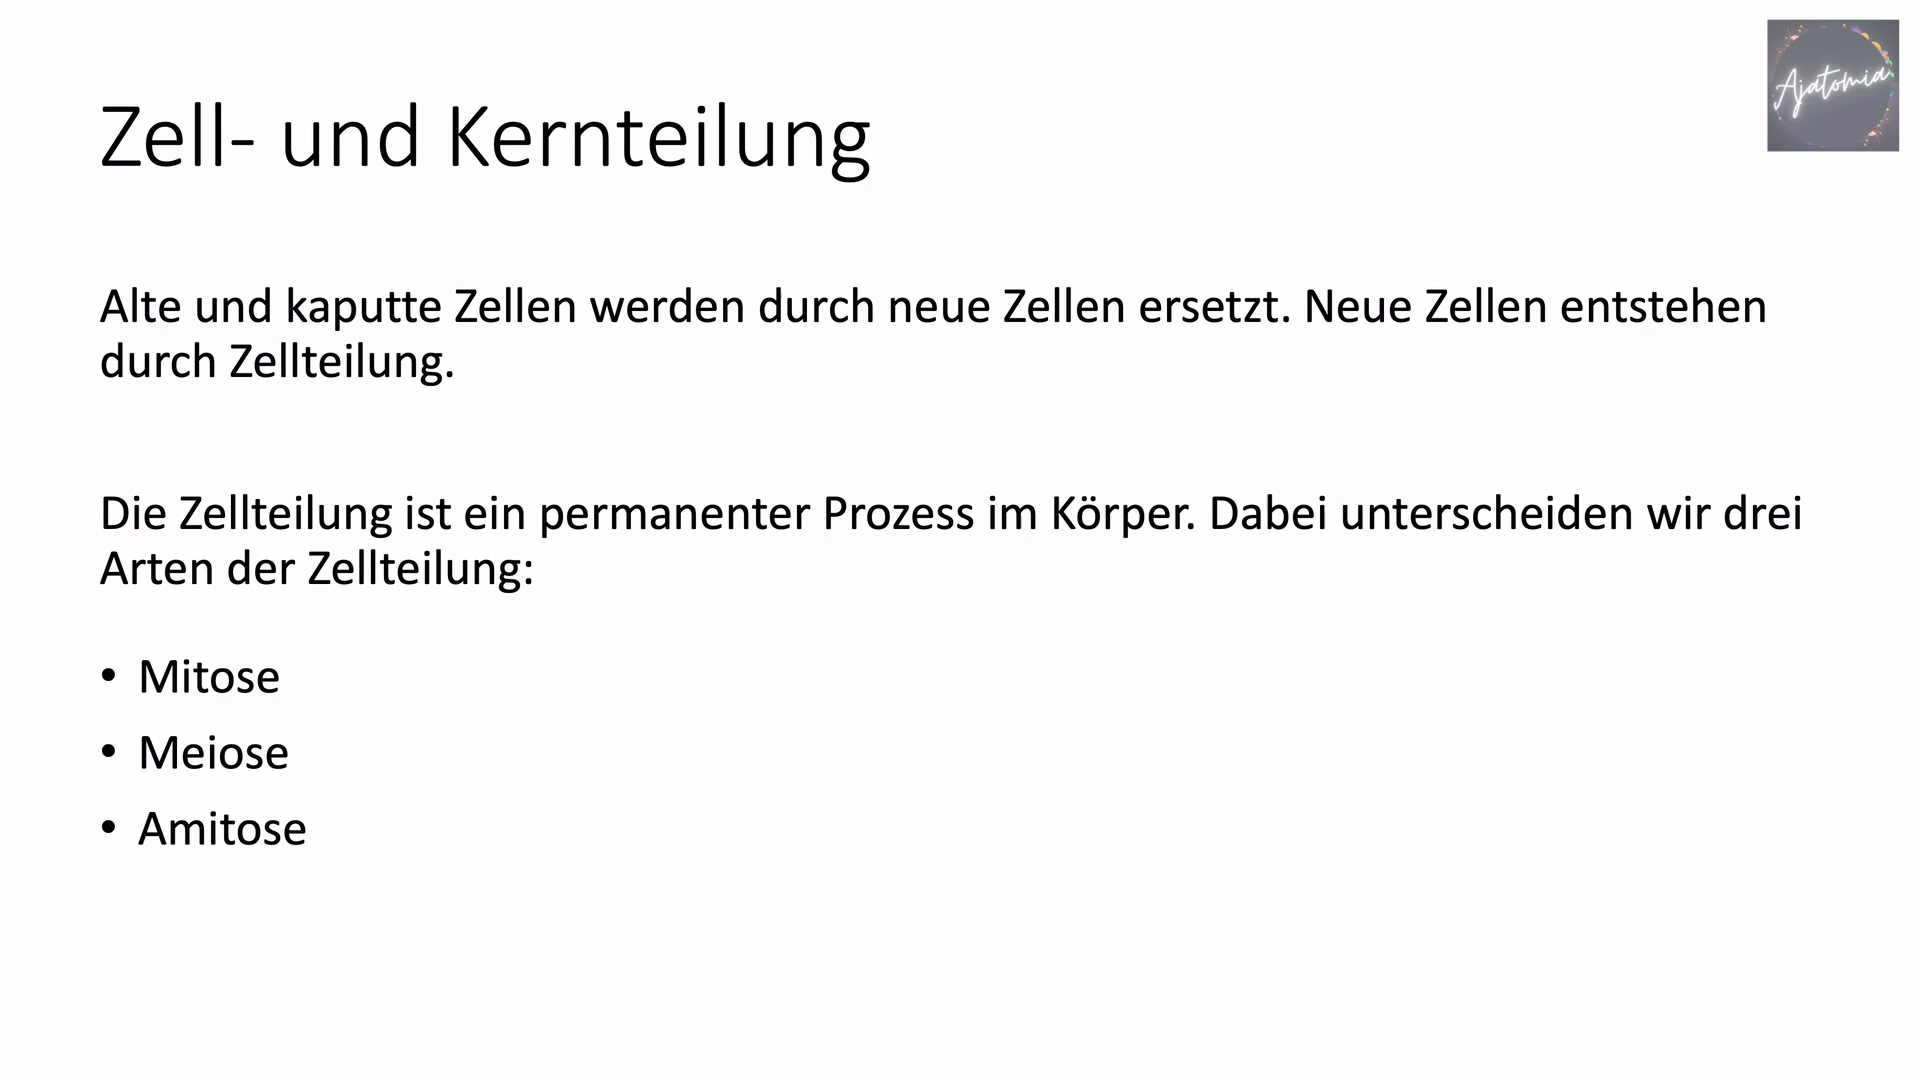 Ajatomia
Zell- und Kernteilung
Alte und kaputte Zellen werden durch neue Zellen ersetzt. Neue Zellen entstehen
durch Zellteilung.
Die Zellteilung ist ein permanenter Prozess im Körper. Dabei unterscheiden wir drei
Arten der Zellteilung:
• Mitose
• Meiose
• Amitose